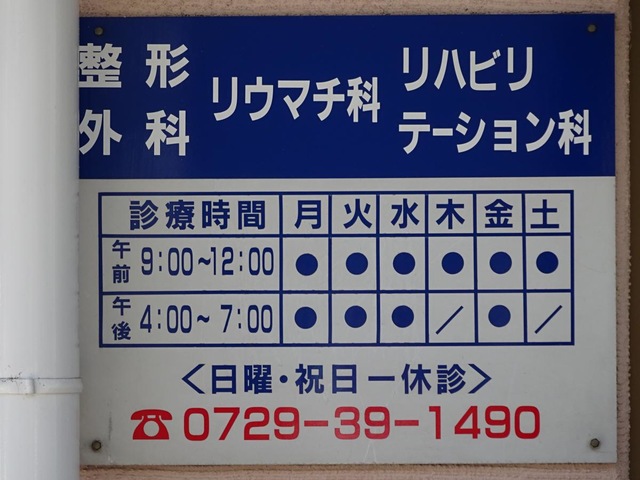 整形外科 リウマチ科 リハビリテーション科
診療時間 月 火 水 木 金 土
午前 9:00~12:00 ● ● ● ● ● ●
午後 4:00~7:00 ● ● ● / ● /
<日曜・祝日ー休診>
☎0729-39-1490